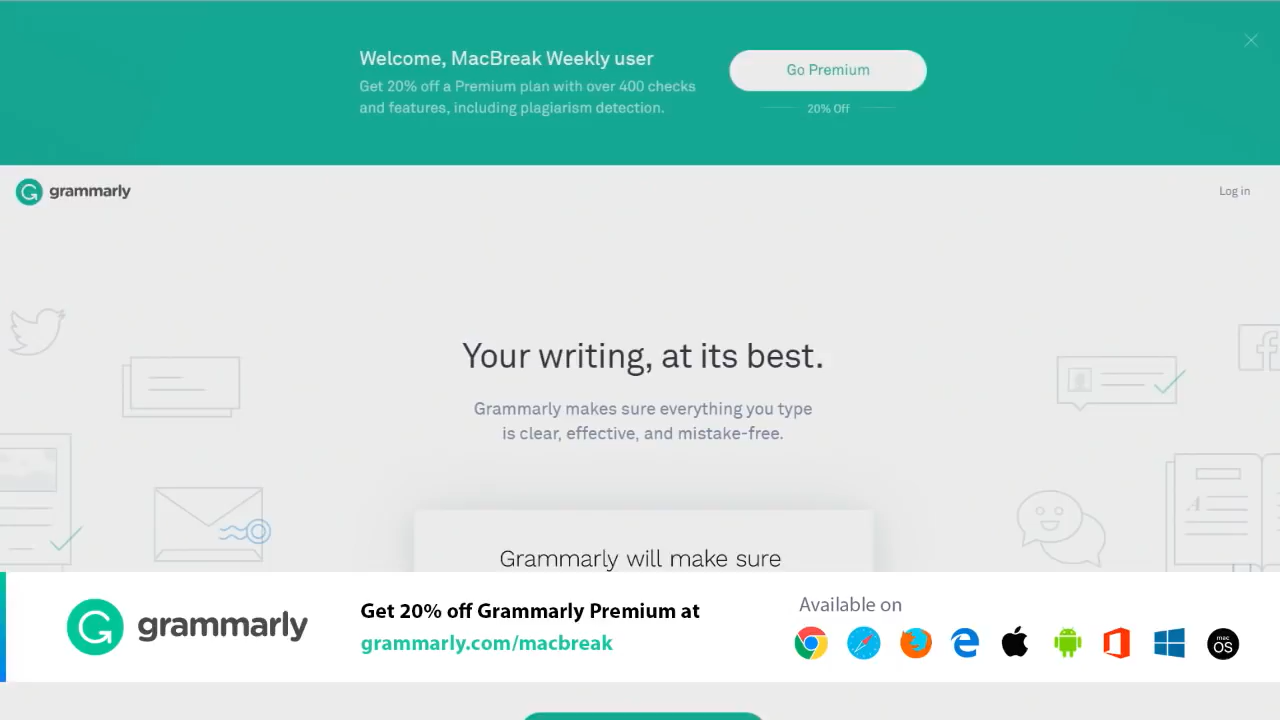 Welcome, MacBreak Weekly user
Get 20% off a Premium plan with over 400 checks
and features, including plagiarism detection.
Go Premium
20% Off
grammarly
Log in
Your writing, at its best.
Grammarly makes sure everything you type
is clear, effective, and mistake-free.
Grammarly will make sure
grammarly
Get 20% off Grammarly Premium at
grammarly.com/macbreak
Available on
mac
OS